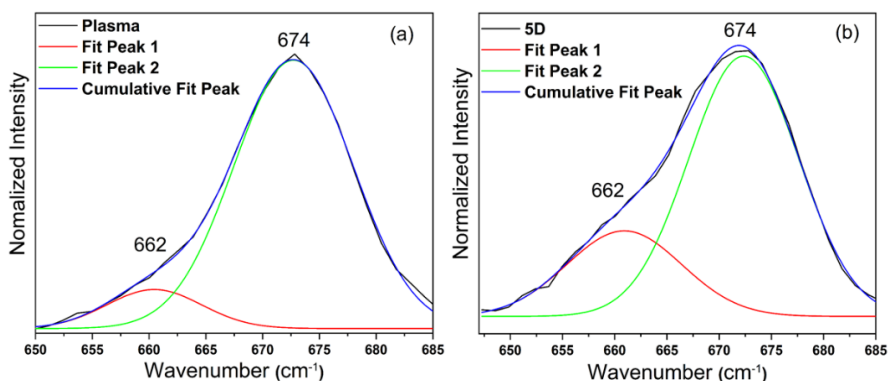 (a)
Plasma
Fit Peak 1
Fit Peak 2
Cumulative Fit Peak
674
662
Normalized Intensity
650 655 660 665 670 675 680 685
Wavenumber (cm⁻¹)
(b)
5D
Fit Peak 1
Fit Peak 2
Cumulative Fit Peak
674
662
Normalized Intensity
650 655 660 665 670 675 680 685
Wavenumber (cm⁻¹)